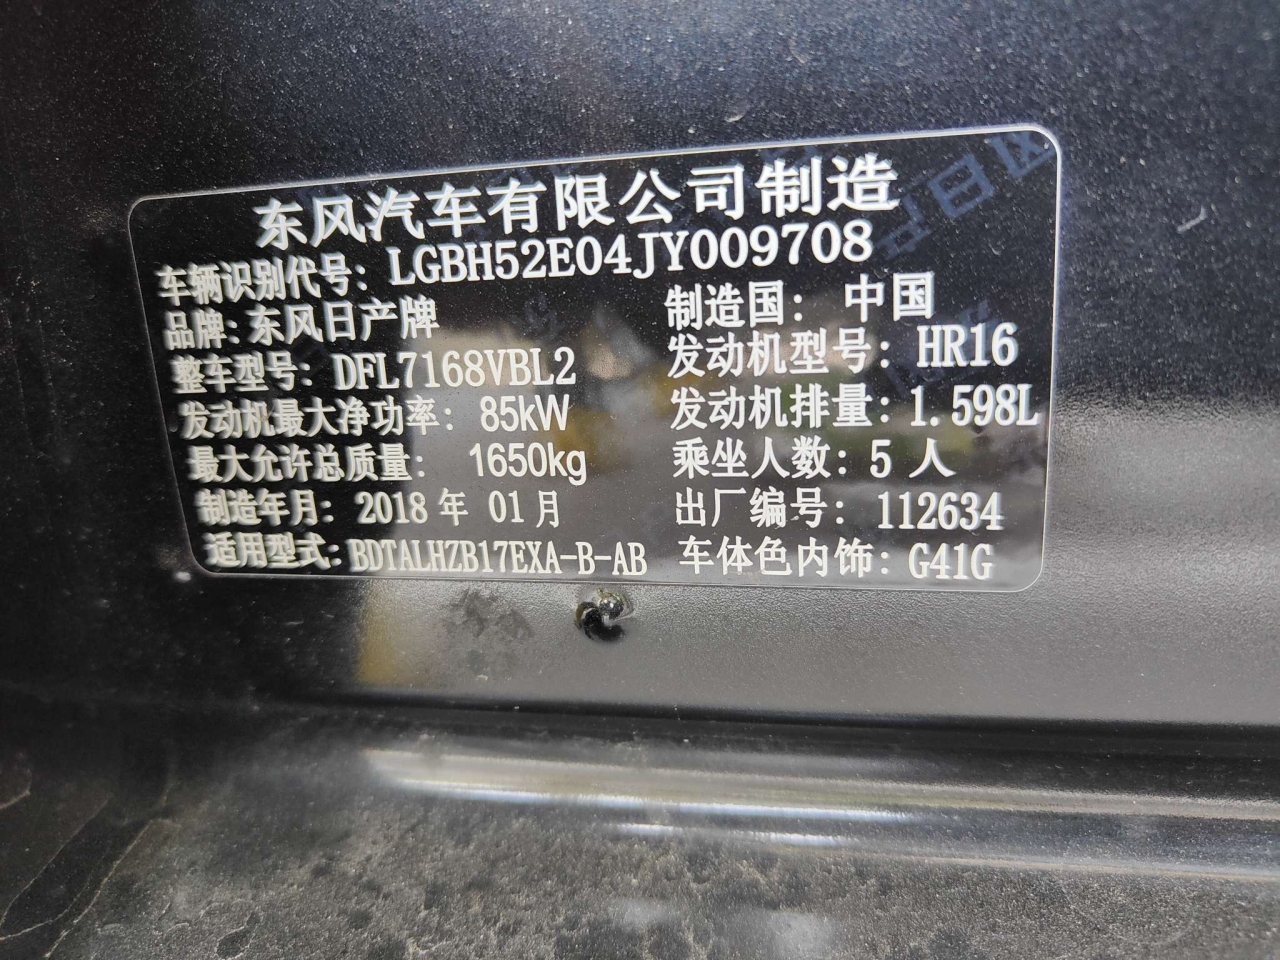 东风汽车有限公司制造
车辆识别代号: LGBH52E04JY009708
品牌: 东风日产牌 制造国: 中国
整车型号: DFL7168VBL2 发动机型号: HR16
发动机最大净功率: 85kW 发动机排量: 1.598L
最大允许总质量: 1650kg 乘坐人数: 5 人
制造年月: 2018 年 01 月 出厂编号: 112634
适用型式: BDTALHZB17EXA-B-AB 车体色内饰: G41G